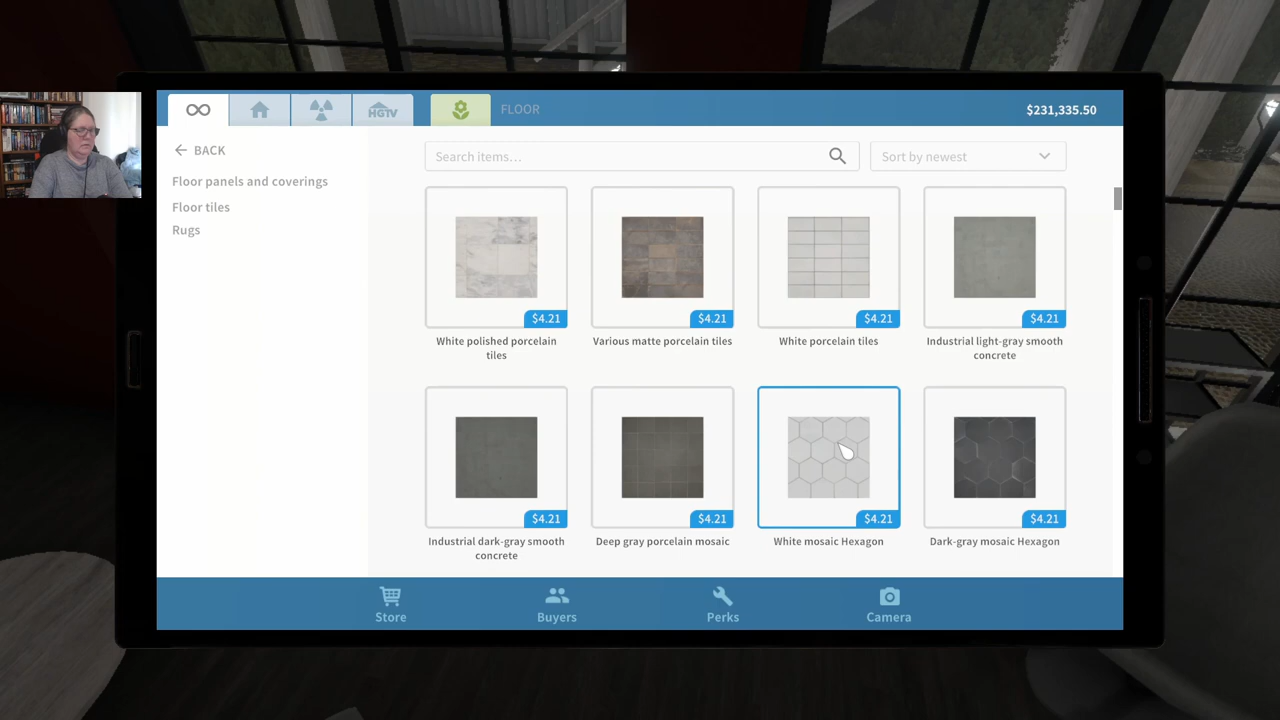 HGTV
FLOOR
$231,335.50
BACK
Search items...
Sort by newest
Floor panels and coverings
Floor tiles
Rugs
$4.21
$4.21
$4.21
$4.21
White polished porcelain
tiles
Various matte porcelain tiles
White porcelain tiles
Industrial light-gray smooth
concrete
$4.21
$4.21
$4.21
$4.21
Industrial dark-gray smooth
concrete
Deep gray porcelain mosaic
White mosaic Hexagon
Dark-gray mosaic Hexagon
Store
Buyers
Perks
Camera